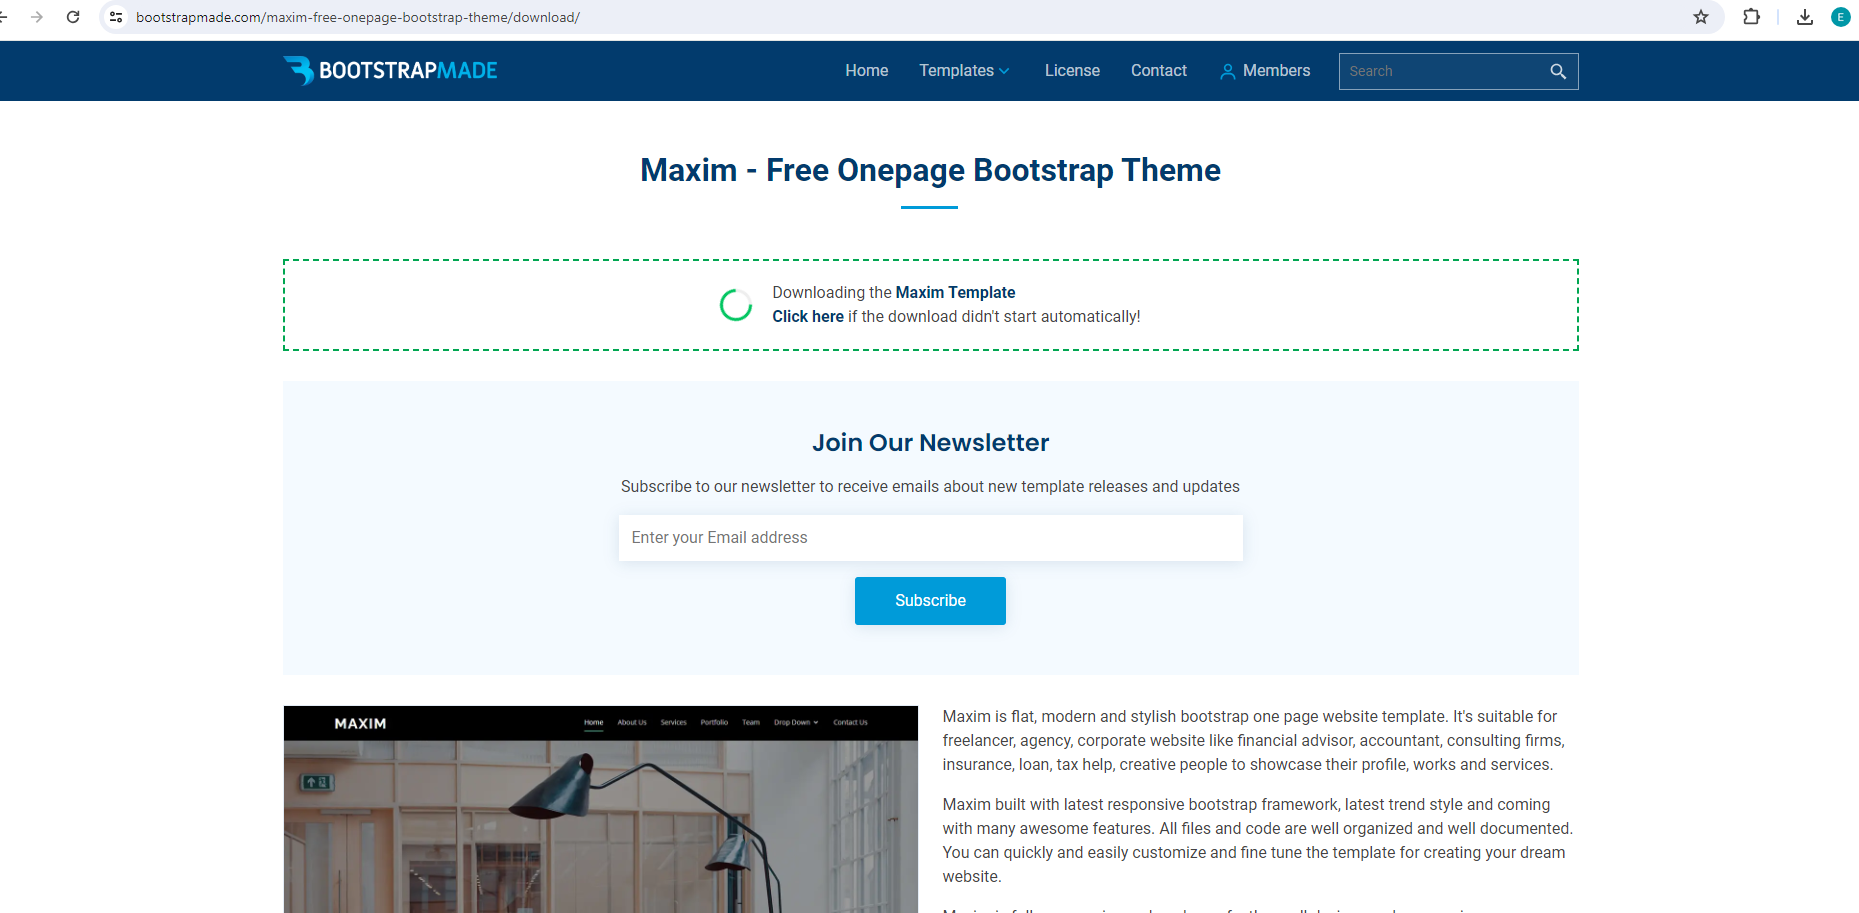 bootstrapmade.com/maxim-free-onepage-bootstrap-theme/download/
E
BOOTSTRAPMADE
Home Templates License Contact Members Search
Maxim - Free Onepage Bootstrap Theme
Downloading the Maxim Template
Click here if the download didn't start automatically!
Join Our Newsletter
Subscribe to our newsletter to receive emails about new template releases and updates
Enter your Email address
Subscribe
MAXIM Home About Us Services Portfolio Team Drop Down Contact Us
Maxim is flat, modern and stylish bootstrap one page website template. It's suitable for
freelancer, agency, corporate website like financial advisor, accountant, consulting firms,
insurance, loan, tax help, creative people to showcase their profile, works and services.
Maxim built with latest responsive bootstrap framework, latest trend style and coming
with many awesome features. All files and code are well organized and well documented.
You can quickly and easily customize and fine tune the template for creating your dream
website.